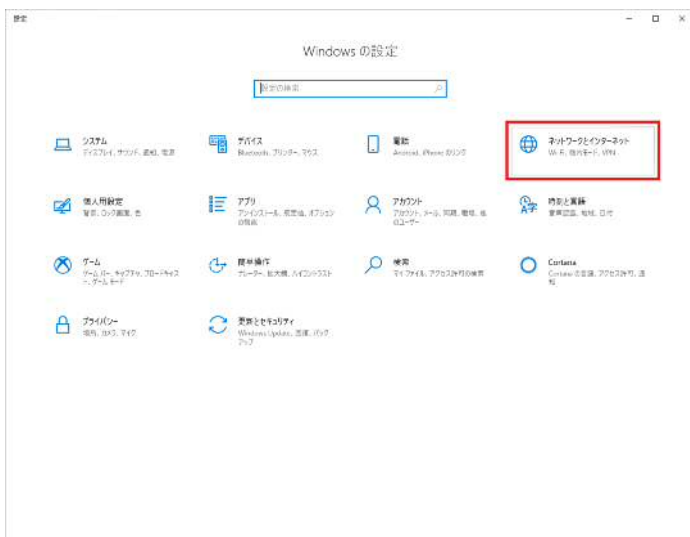 設定
Windows の設定
設定の検索
システム
ディスプレイ、サウンド、通知、電源
デバイス
Bluetooth、プリンター、マウス
電話
Android、iPhone のリンク
ネットワークとインターネット
Wi-Fi、機内モード、VPN
個人用設定
背景、ロック画面、色
アプリ
アンインストール、既定値、オプション
の機能
アカウント
アカウント、メール、同期、職場、他
のユーザー
時刻と言語
音声認識、地域、日付
ゲーム
ゲーム バー、キャプチャ、ブロードキャス
ト、ゲーム モード
簡単操作
ナレーター、拡大鏡、ハイコントラスト
検索
マイ ファイル、アクセス許可の検索
Cortana
Cortana の言語、アクセス許可、通
知
プライバシー
場所、カメラ、マイク
更新とセキュリティ
Windows Update、回復、バック
アップ